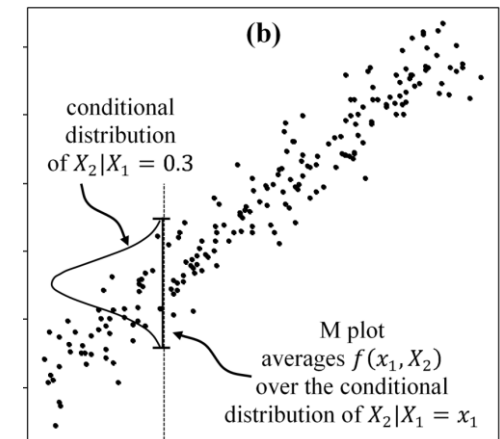 (b)
conditional
distribution
of X₂|X₁ = 0.3
M plot
averages f(x₁, X₂)
over the conditional
distribution of X₂|X₁ = x₁